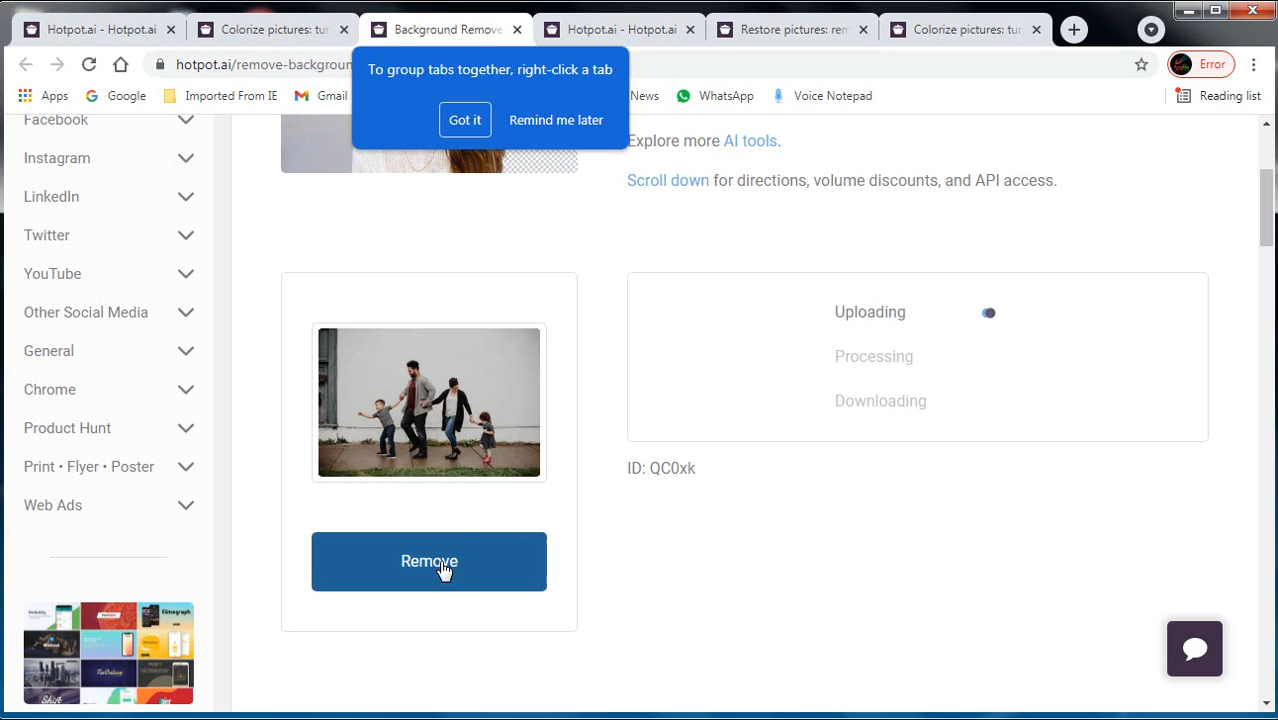 Hotpot.ai - Hotpot.ai
Colorize pictures: tur
Background Remove
Hotpot.ai - Hotpot.ai
Restore pictures: rem
Colorize pictures: tur
hotpot.ai/remove-backgroun
Error
To group tabs together, right-click a tab
Got it
Remind me later
Apps
Google
Imported From IE
Gmail
News
WhatsApp
Voice Notepad
Reading list
Facebook
Instagram
LinkedIn
Twitter
YouTube
Other Social Media
General
Chrome
Product Hunt
Print • Flyer • Poster
Web Ads
Explore more AI tools.
Scroll down for directions, volume discounts, and API access.
Remove
Uploading
Processing
Downloading
ID: QC0xk